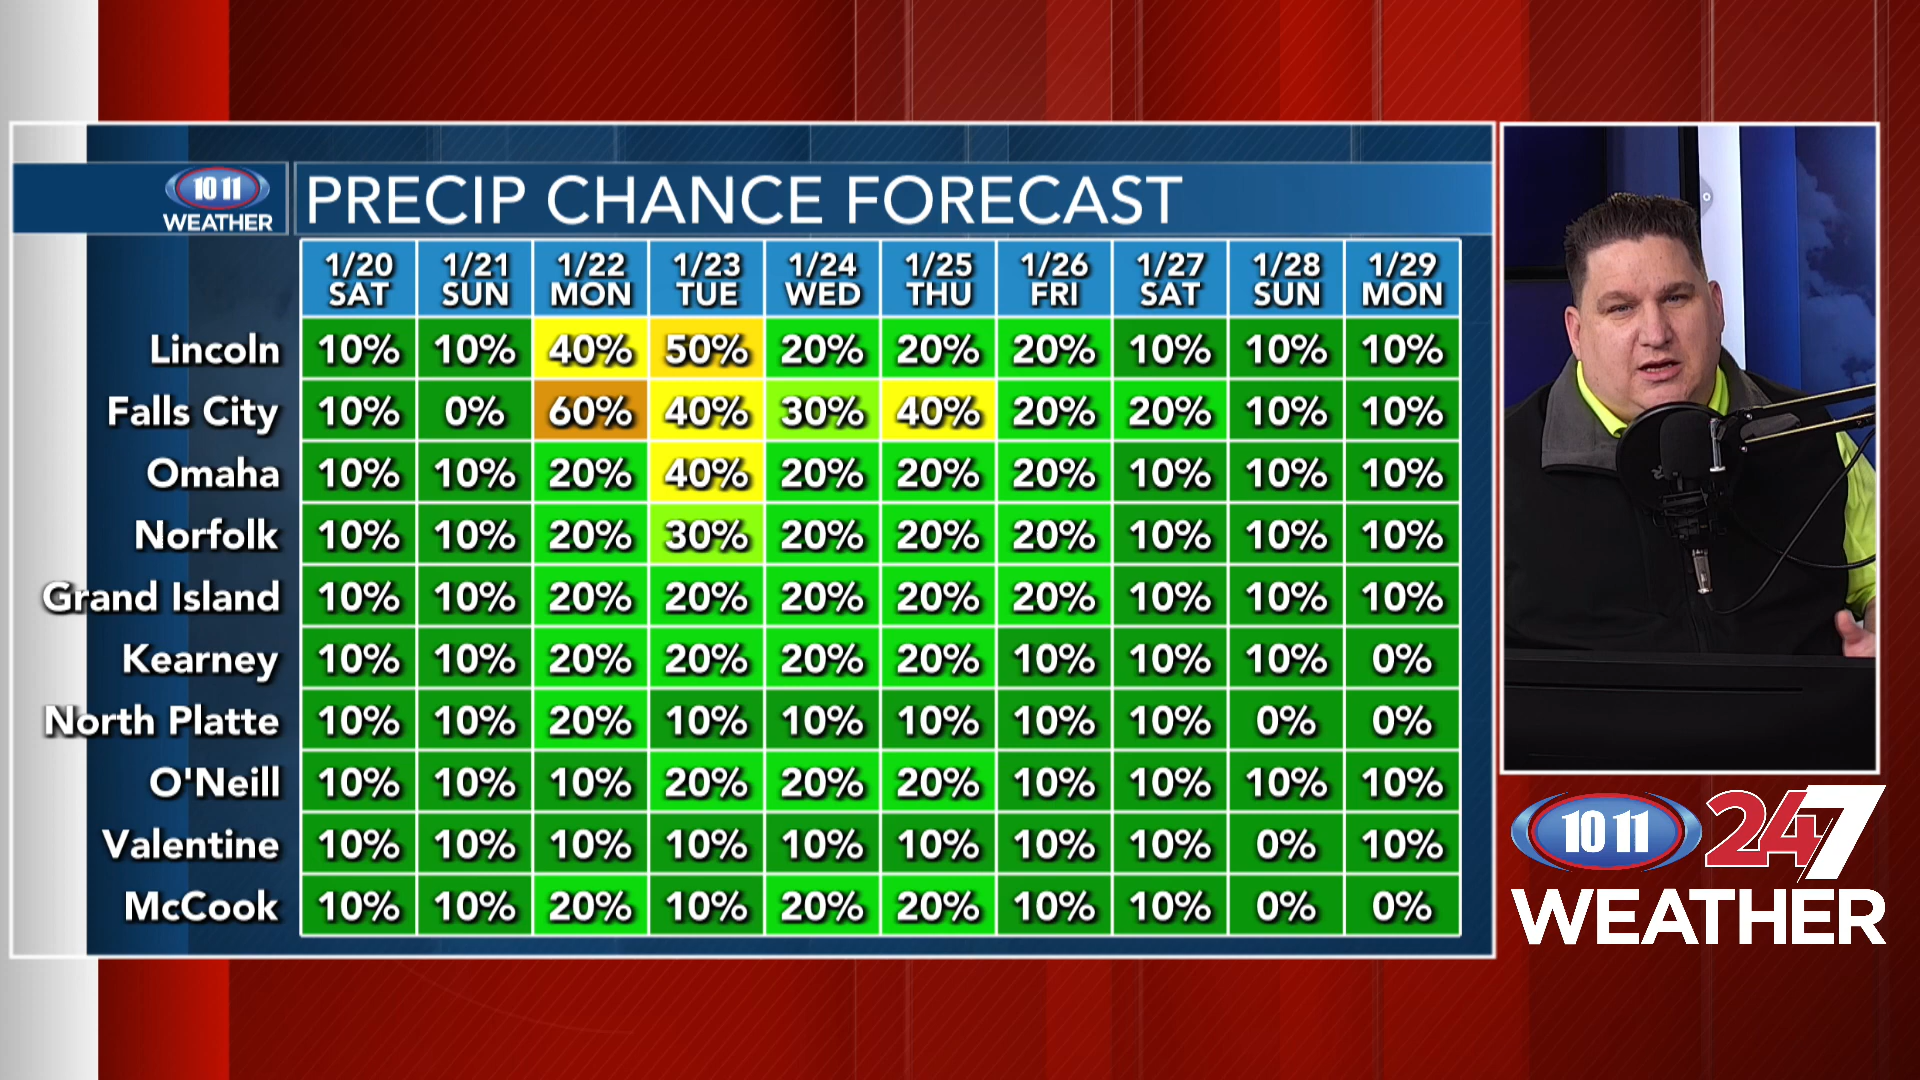 10 11
WEATHER
PRECIP CHANCE FORECAST
1/20 1/21 1/22 1/23 1/24 1/25 1/26 1/27 1/28 1/29
SAT SUN MON TUE WED THU FRI SAT SUN MON
Lincoln 10% 10% 40% 50% 20% 20% 20% 10% 10% 10%
Falls City 10% 0% 60% 40% 30% 40% 20% 20% 10% 10%
Omaha 10% 10% 20% 40% 20% 20% 20% 10% 10% 10%
Norfolk 10% 10% 20% 30% 20% 20% 20% 10% 10% 10%
Grand Island 10% 10% 20% 20% 20% 20% 20% 10% 10% 10%
Kearney 10% 10% 20% 20% 20% 20% 10% 10% 10% 0%
North Platte 10% 10% 20% 10% 10% 10% 10% 10% 0% 0%
O'Neill 10% 10% 10% 20% 20% 20% 10% 10% 10% 10%
Valentine 10% 10% 10% 10% 10% 10% 10% 10% 0% 10%
McCook 10% 10% 20% 10% 20% 20% 10% 10% 0% 0%
10 11 24 7
WEATHER